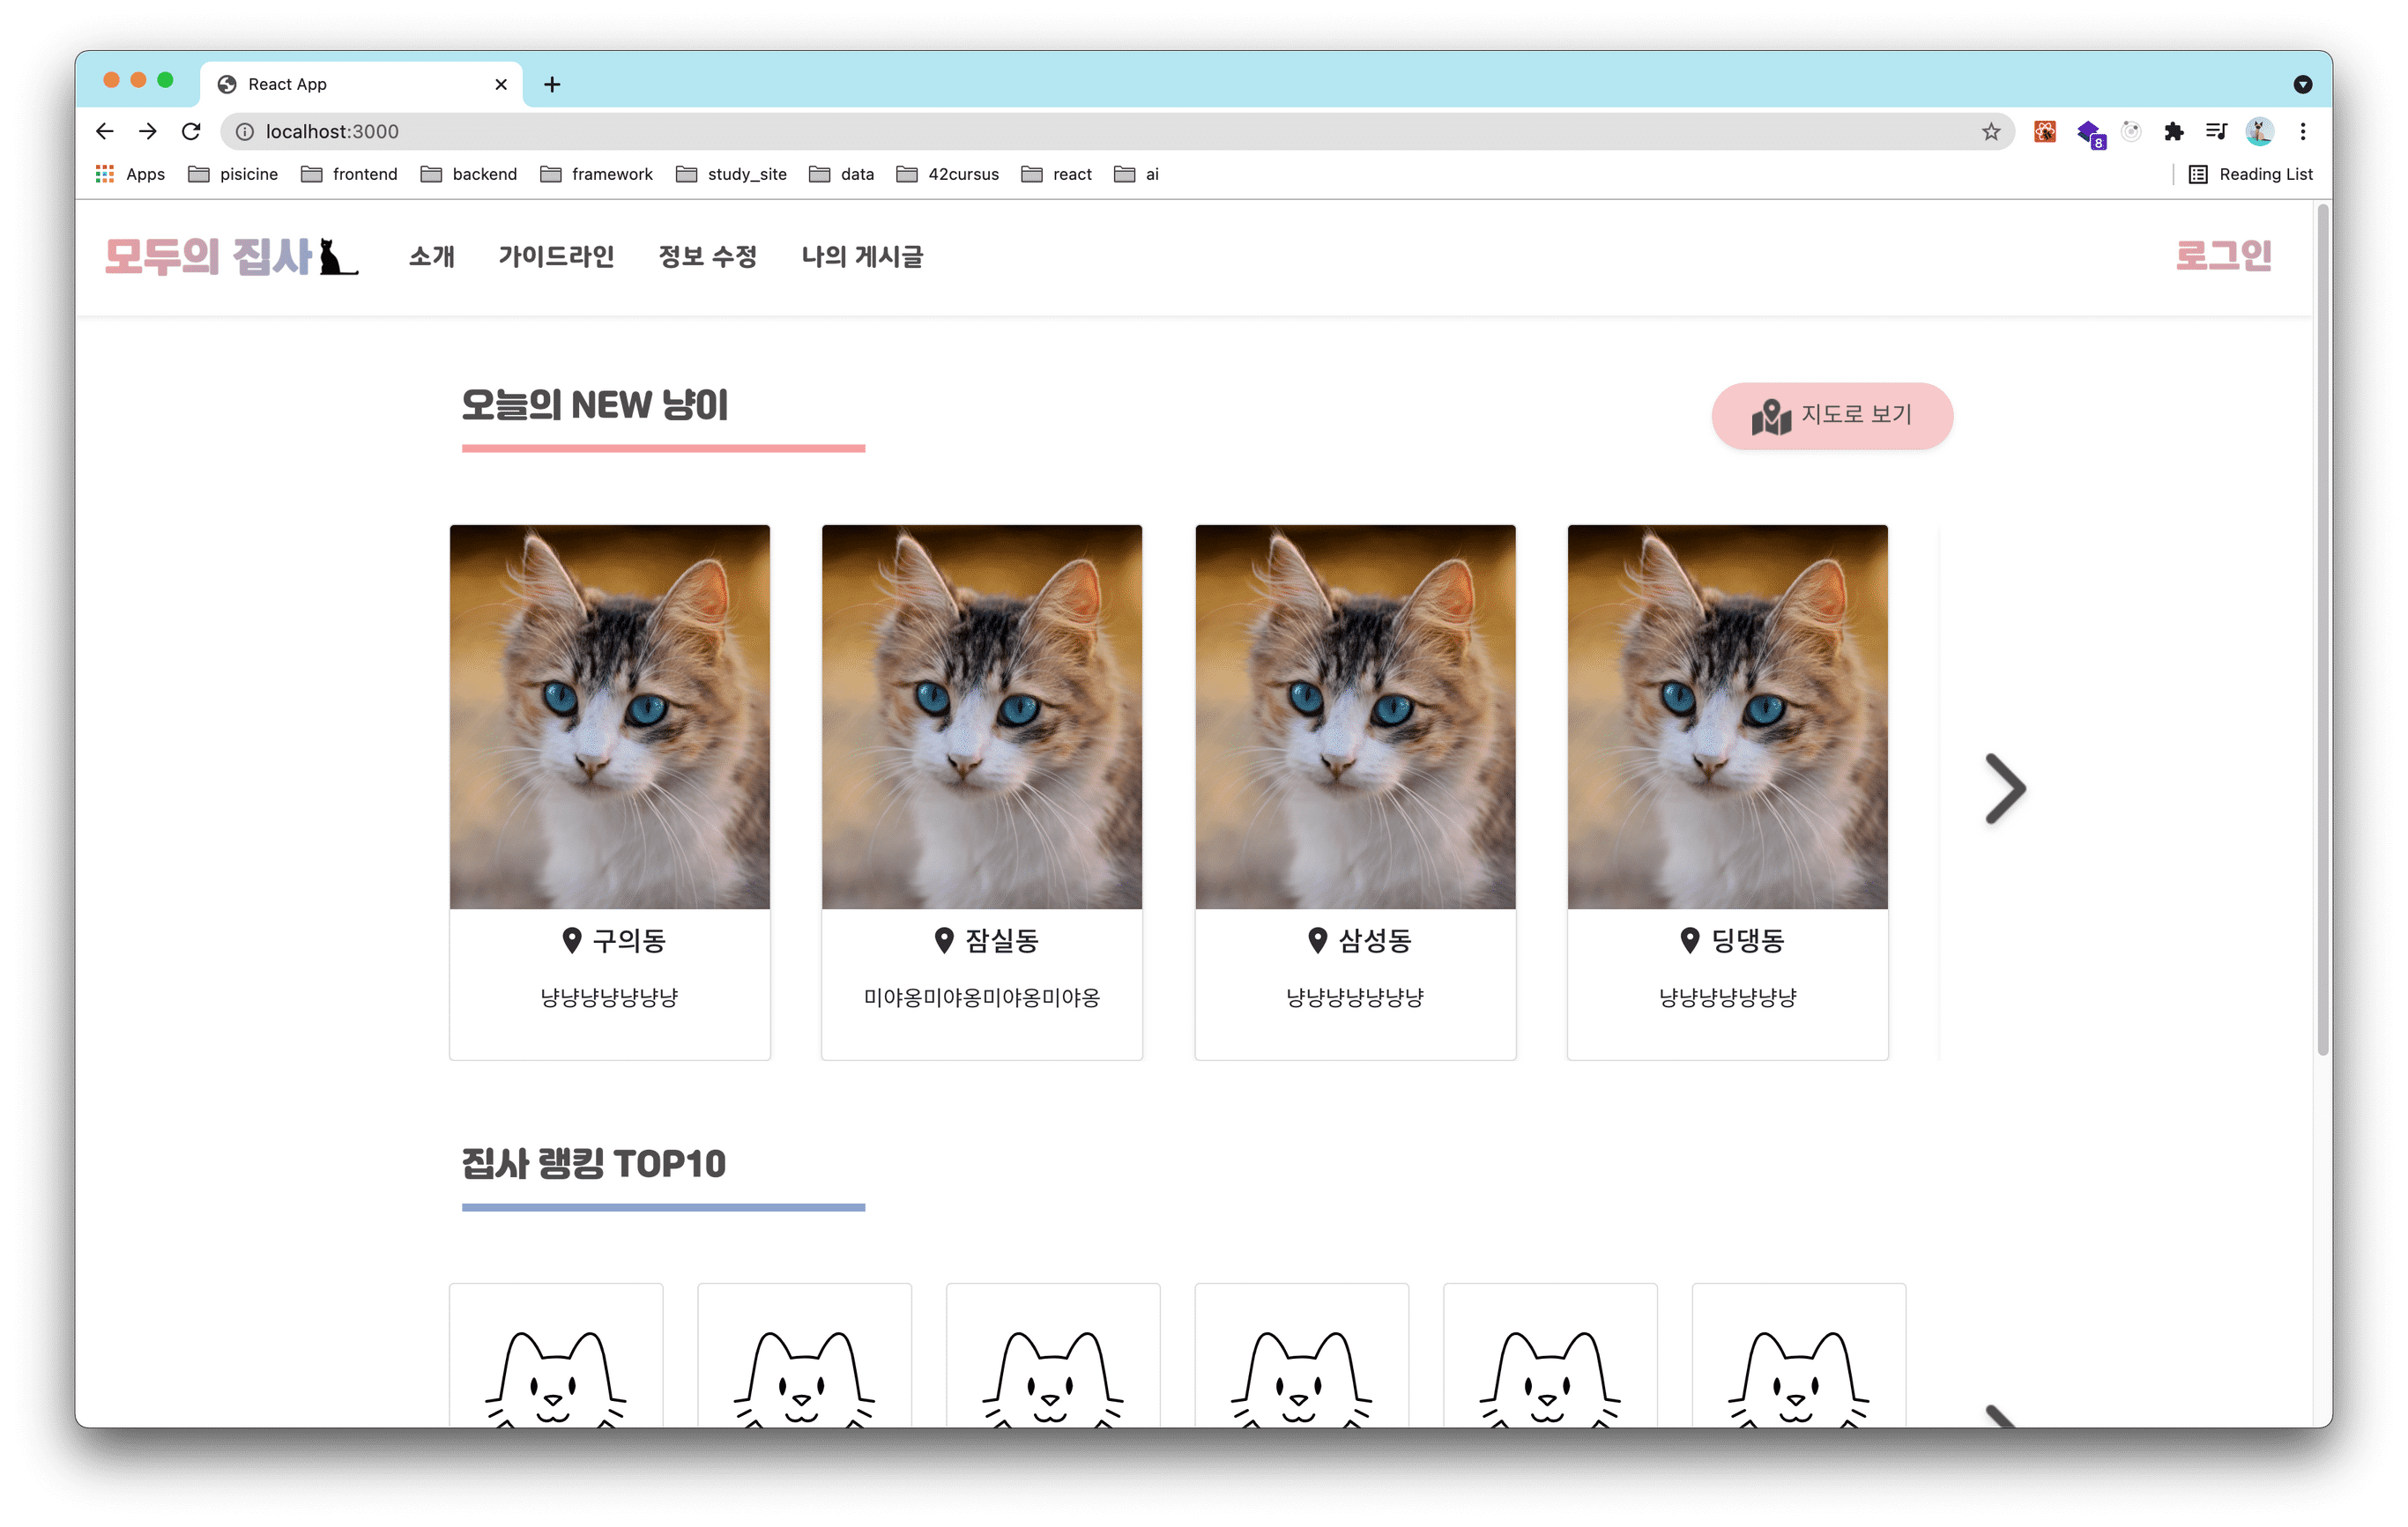 React App
localhost:3000
8
Apps pisicine frontend backend framework study_site data 42cursus react ai Reading List
모두의 집사 소개 가이드라인 정보 수정 나의 게시글 로그인
오늘의 NEW 냥이
지도로 보기
구의동 잠실동 삼성동 딩댕동
냥냥냥냥냥냥냥 미야옹미야옹미야옹미야옹 냥냥냥냥냥냥냥 냥냥냥냥냥냥냥
집사 랭킹 TOP10